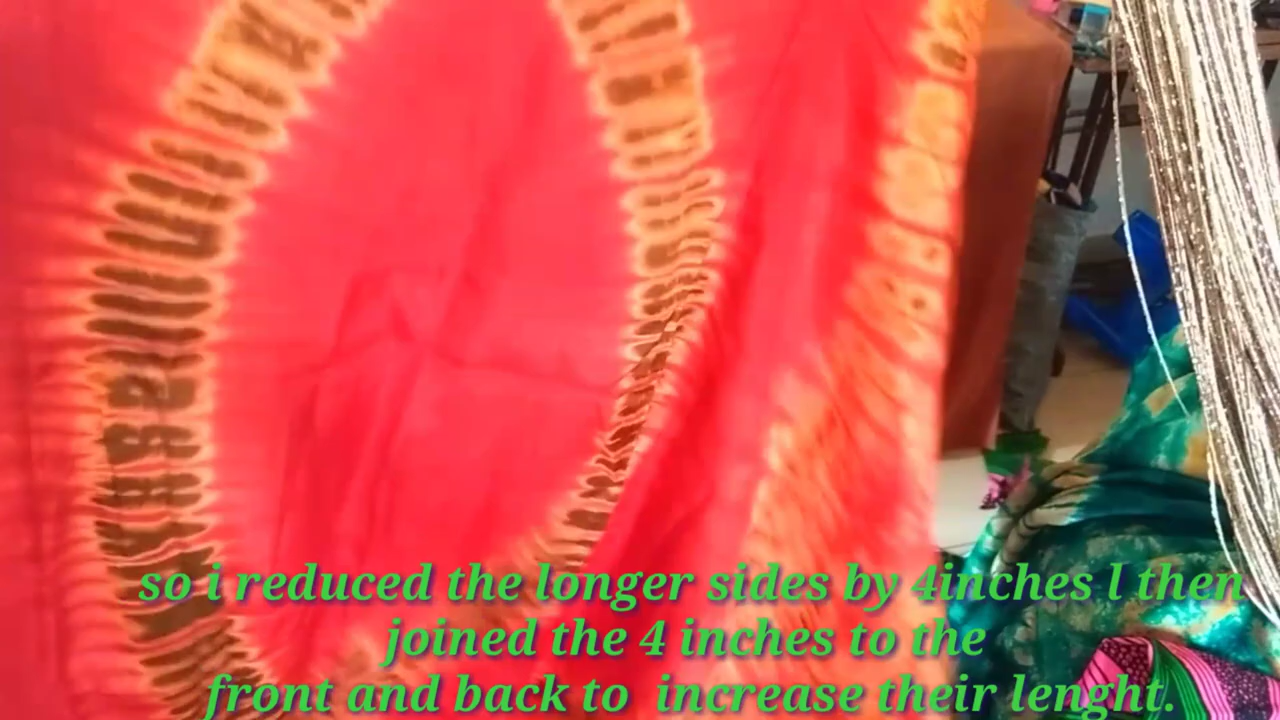 so i reduced the longer sides by 4inches l then
joined the 4 inches to the
front and back to increase their lenght.